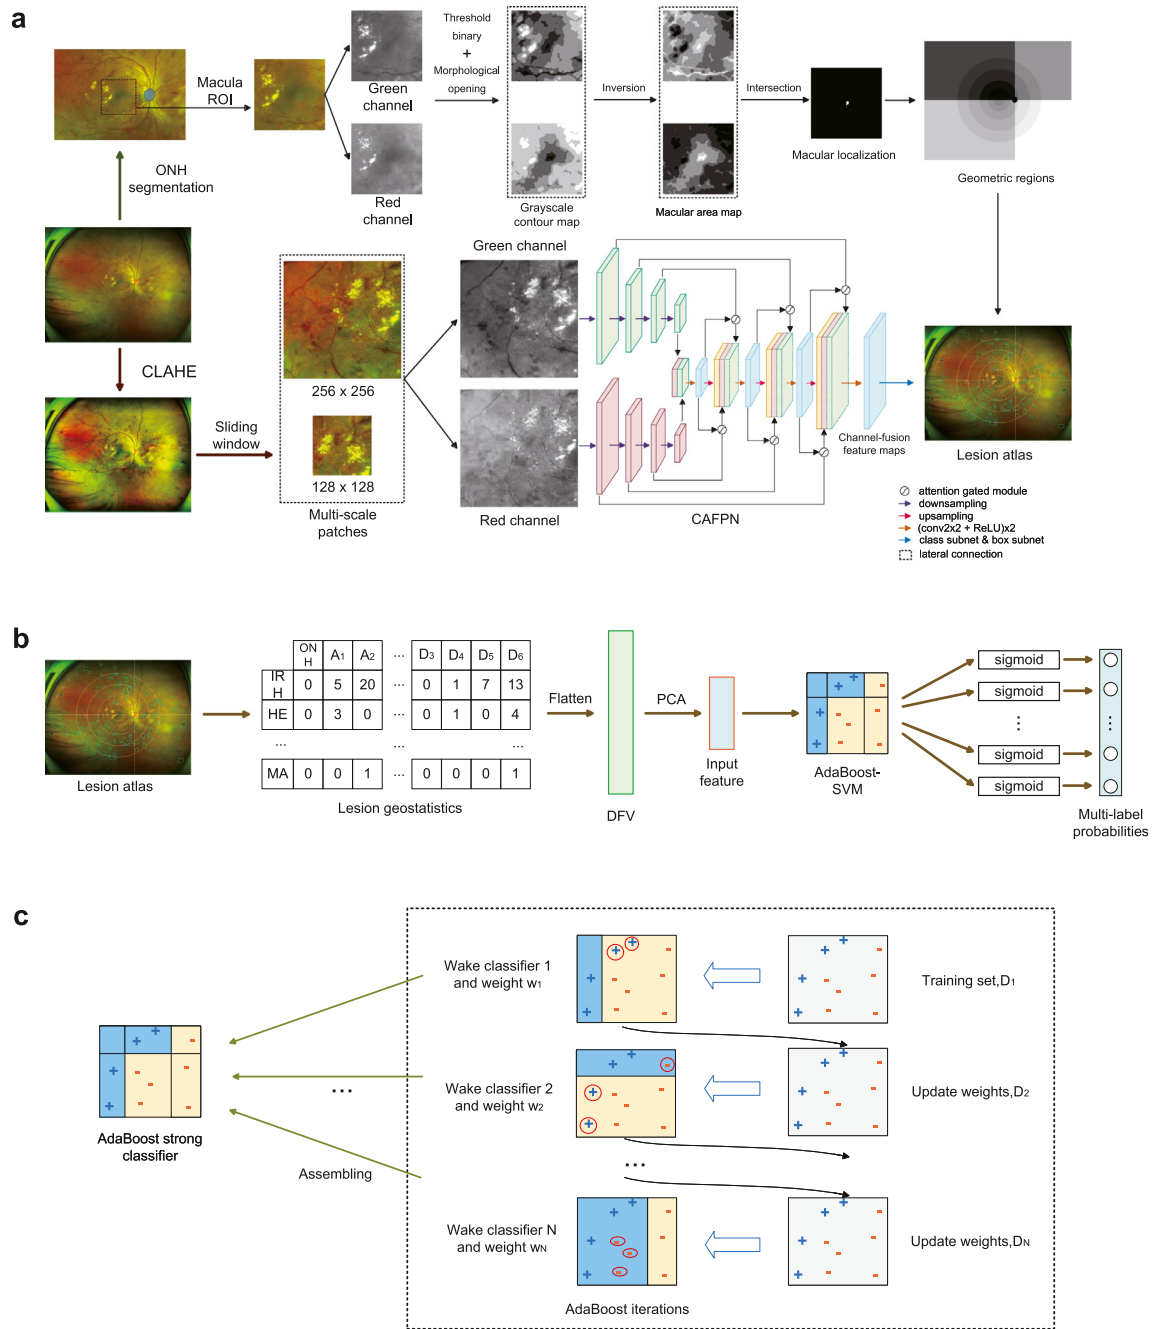 a
Macula
ROI
ONH
segmentation
Green
channel
Red
channel
Threshold
binary
+
Morphological
opening
Grayscale
contour map
Inversion
Macular area map
Intersection
Macular localization
Geometric regions
CLAHE
Sliding
window
256 x 256
128 x 128
Multi-scale
patches
Green channel
Red channel
CAFPN
Channel-fusion
feature maps
Lesion atlas
attention gated module
downsampling
upsampling
(conv2x2 + ReLU)x2
class subnet & box subnet
lateral connection
b
Lesion atlas
ON H A1 A2 ... D3 D4 D5 D6
IR H 0 5 20 ... 0 1 7 13
HE 0 3 0 ... 0 1 0 4
... ... ...
MA 0 0 1 ... 0 0 0 1
Lesion geostatistics
Flatten
DFV
PCA
Input
feature
AdaBoost-
SVM
sigmoid
sigmoid
...
sigmoid
sigmoid
Multi-label
probabilities
c
AdaBoost strong
classifier
...
Assembling
Wake classifier 1
and weight w1
Training set,D1
Wake classifier 2
and weight w2
Update weights,D2
...
Wake classifier N
and weight wN
Update weights,DN
AdaBoost iterations